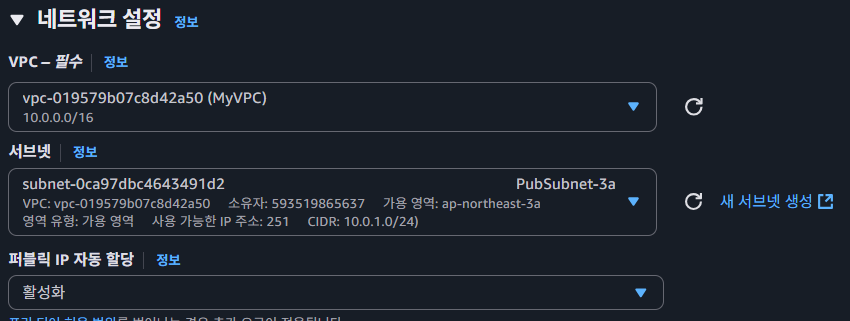 네트워크 설정 정보
VPC – 필수 정보
vpc-019579b07c8d42a50 (MyVPC)
10.0.0.0/16
서브넷 정보
subnet-0ca97dbc4643491d2 PubSubnet-3a
VPC: vpc-019579b07c8d42a50 소유자: 593519865637 가용 영역: ap-northeast-3a
영역 유형: 가용 영역 사용 가능한 IP 주소: 251 CIDR: 10.0.1.0/24)
새 서브넷 생성
퍼블릭 IP 자동 할당 정보
활성화